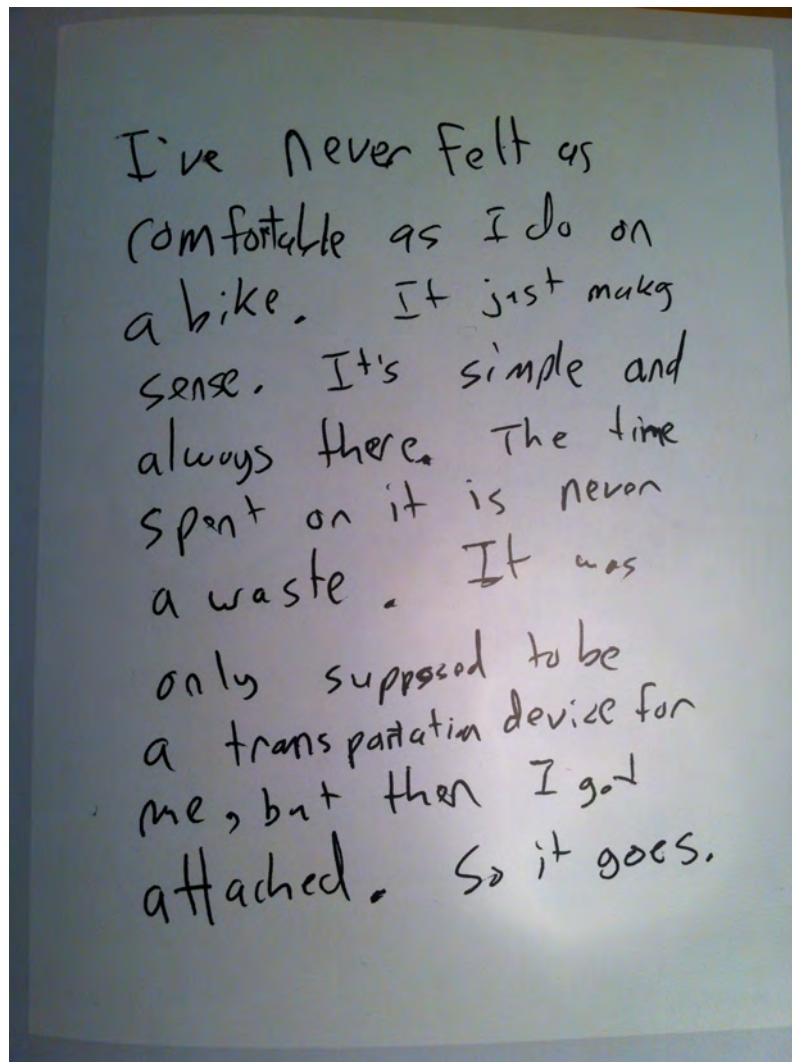 I've never felt as
comfortable as I do on
a bike. It just makes
sense. It's simple and
always there. The time
spent on it is never
a waste. It was
only supposed to be
a transportation device for
me, but then I got
attached. So it goes.